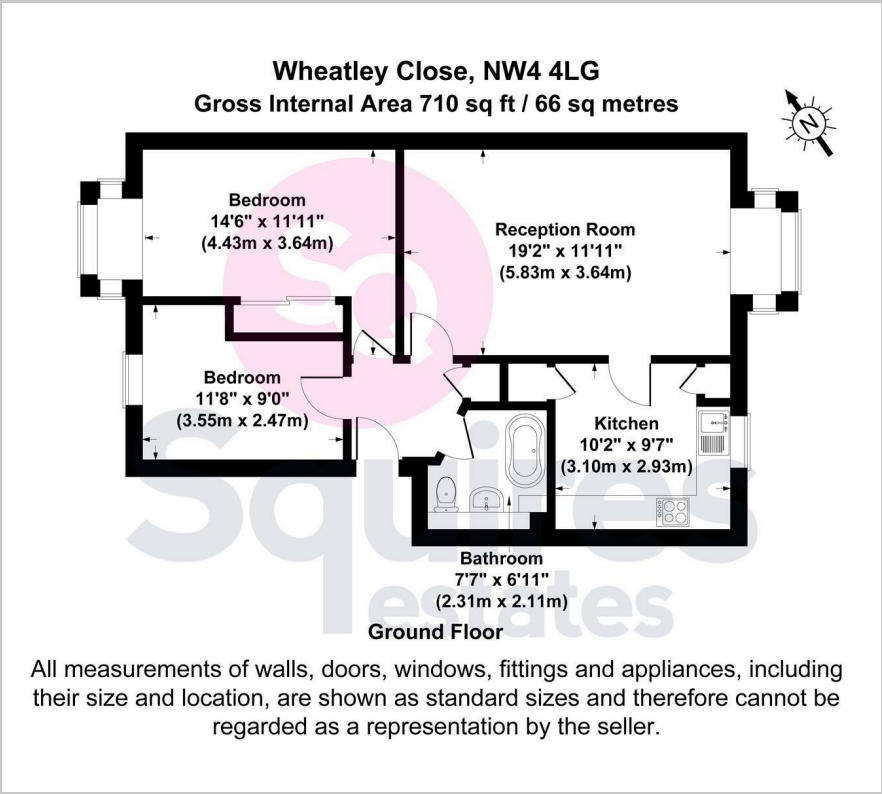 Wheatley Close, NW4 4LG
Gross Internal Area 710 sq ft / 66 sq metres
N
Bedroom
14'6" x 11'11"
(4.43m x 3.64m)
Reception Room
19'2" x 11'11"
(5.83m x 3.64m)
SQ
Bedroom
11'8" x 9'0"
(3.55m x 2.47m)
Kitchen
10'2" x 9'7"
(3.10m x 2.93m)
Squires
estates
Bathroom
7'7" x 6'11"
(2.31m x 2.11m)
Ground Floor
All measurements of walls, doors, windows, fittings and appliances, including
their size and location, are shown as standard sizes and therefore cannot be
regarded as a representation by the seller.